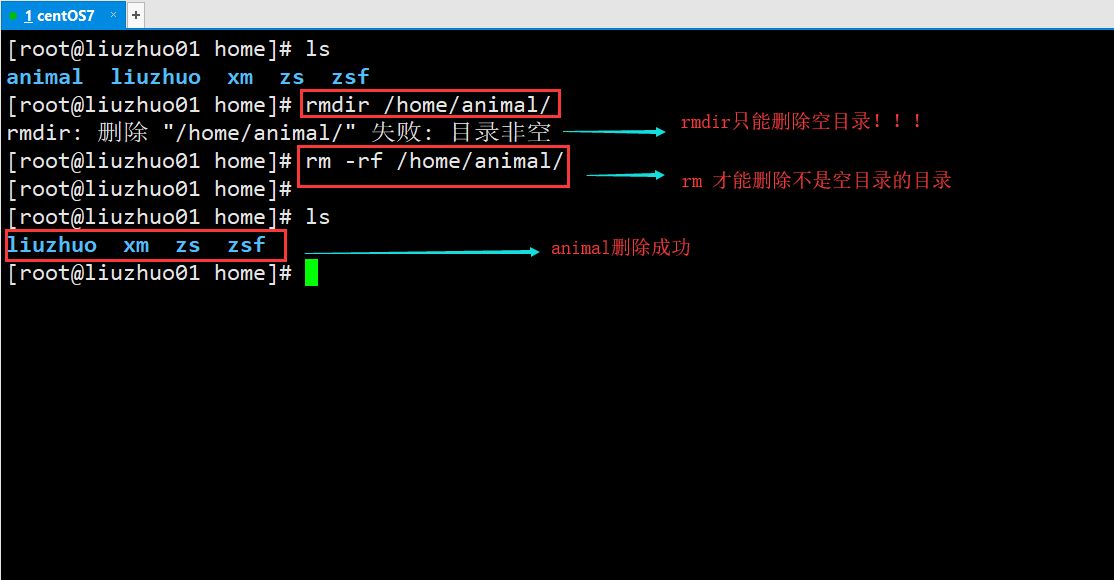 1 centOS7 × +
[root@liuzhuo01 home]# ls
animal liuzhuo xm zs zsf
[root@liuzhuo01 home]# rmdir /home/animal/
rmdir: 删除 "/home/animal/" 失败: 目录非空
rmdir只能删除空目录！！！
[root@liuzhuo01 home]# rm -rf /home/animal/
rm 才能删除不是空目录的目录
[root@liuzhuo01 home]#
[root@liuzhuo01 home]# ls
liuzhuo xm zs zsf
animal删除成功
[root@liuzhuo01 home]#